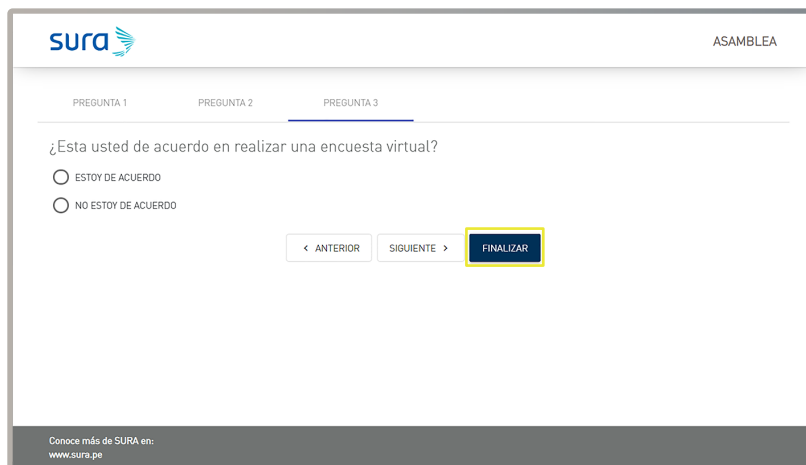 sura
ASAMBLEA
PREGUNTA 1 PREGUNTA 2 PREGUNTA 3
¿Esta usted de acuerdo en realizar una encuesta virtual?
ESTOY DE ACUERDO
NO ESTOY DE ACUERDO
< ANTERIOR SIGUIENTE > FINALIZAR
Conoce más de SURA en:
www.sura.pe